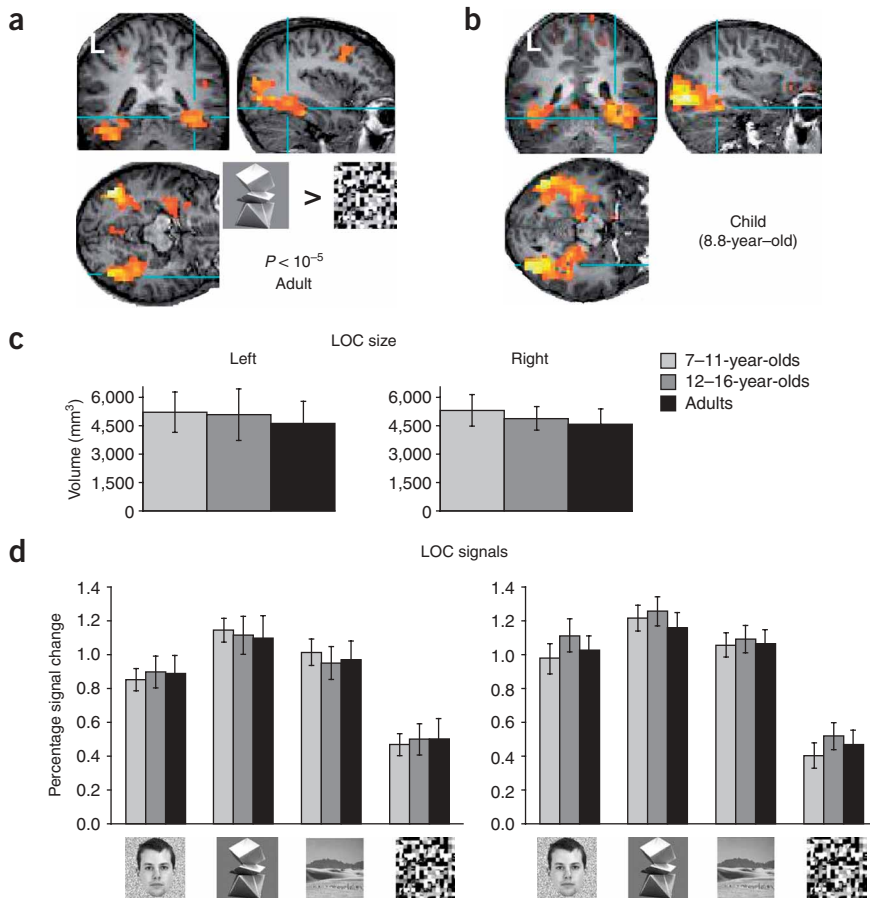 a
L
>
P < 10⁻⁵
Adult
b
L
Child
(8.8-year–old)
c
LOC size
Left
Right
Volume (mm³)
6,000
4,500
3,000
1,500
0
6,000
4,500
3,000
1,500
0
7–11-year-olds
12–16-year-olds
Adults
d
LOC signals
Percentage signal change
1.4
1.2
1.0
0.8
0.6
0.4
0.2
0.0
1.4
1.2
1.0
0.8
0.6
0.4
0.2
0.0